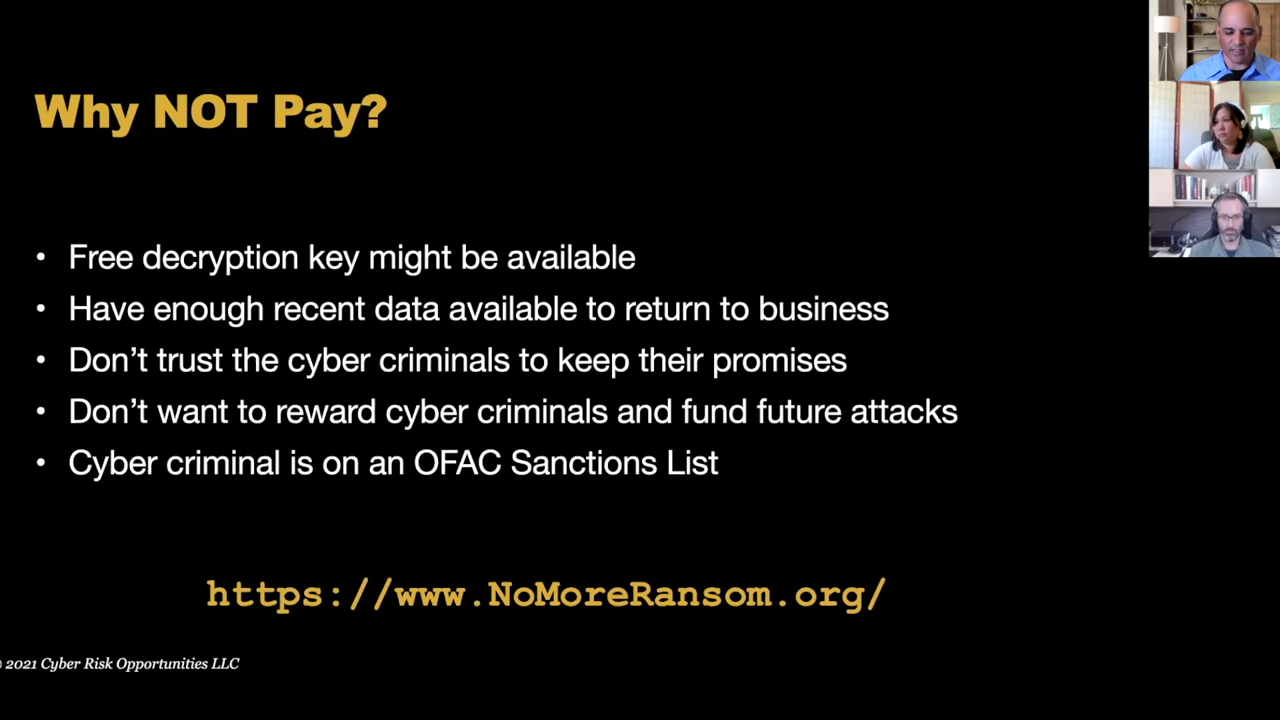 Why NOT Pay?
• Free decryption key might be available
• Have enough recent data available to return to business
• Don’t trust the cyber criminals to keep their promises
• Don’t want to reward cyber criminals and fund future attacks
• Cyber criminal is on an OFAC Sanctions List
https://www.NoMoreRansom.org/
© 2021 Cyber Risk Opportunities LLC